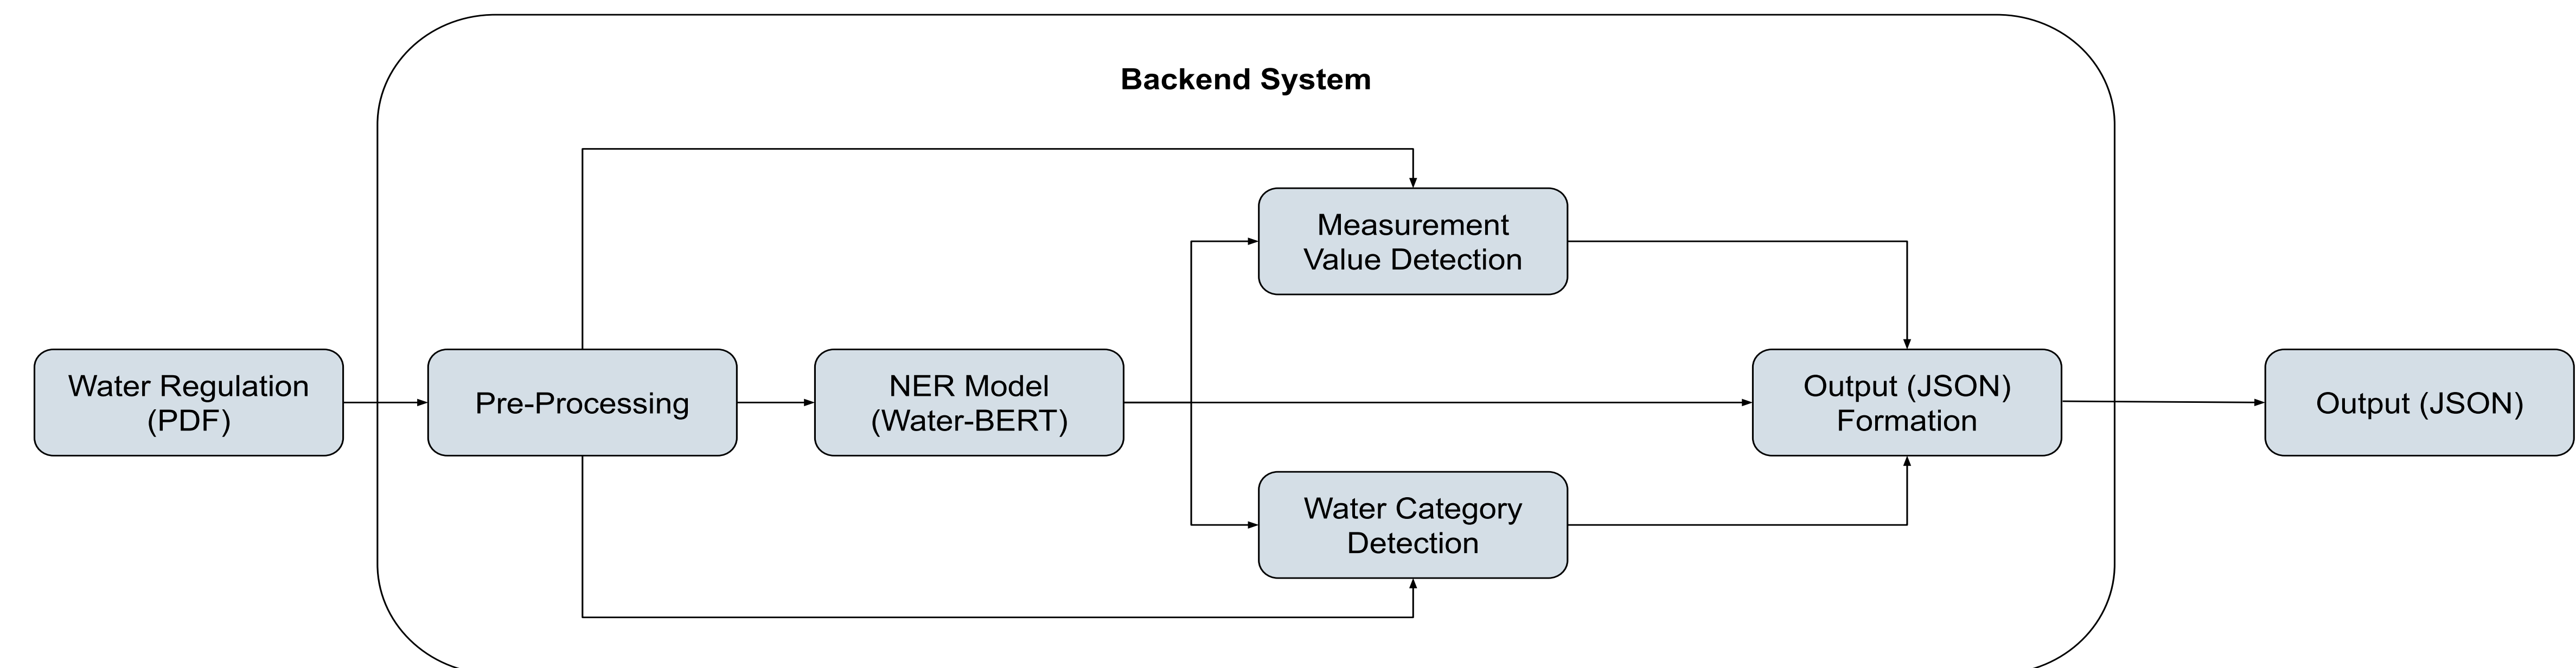 Backend System
Measurement
Value Detection
Water Regulation
(PDF)
Pre-Processing
NER Model
(Water-BERT)
Output (JSON)
Formation
Output (JSON)
Water Category
Detection